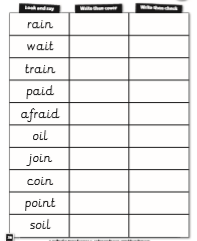 Look and say Write then cover Write then check
rain
wait
train
paid
afraid
oil
join
coin
point
soil